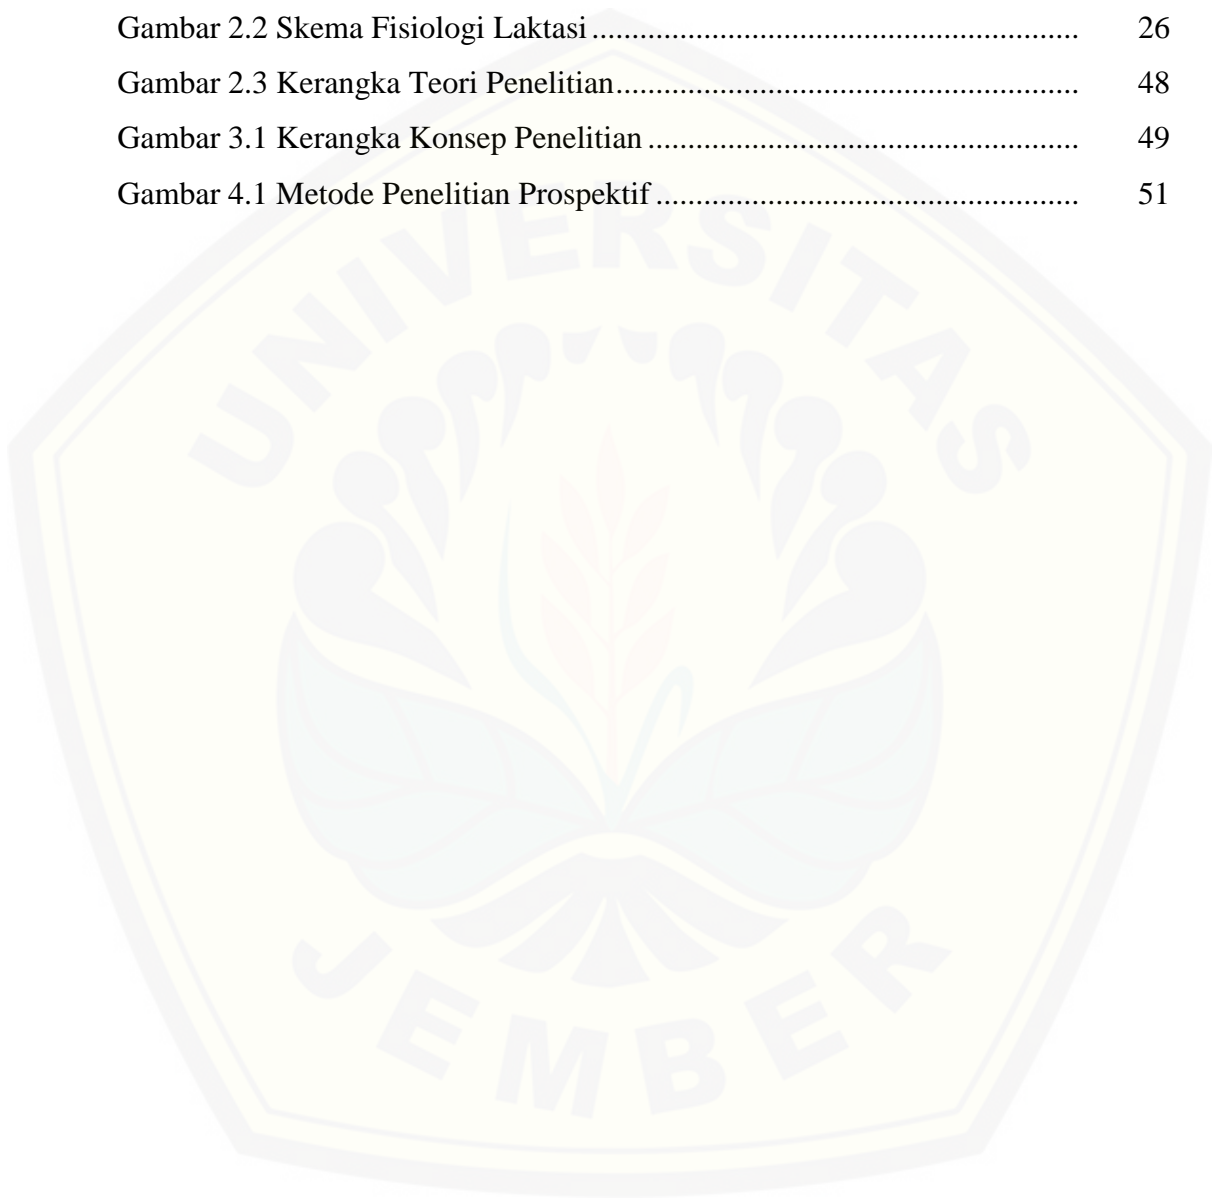 Gambar 2.2 Skema Fisiologi Laktasi............................................................. 26
Gambar 2.3 Kerangka Teori Penelitian.......................................................... 48
Gambar 3.1 Kerangka Konsep Penelitian ...................................................... 49
Gambar 4.1 Metode Penelitian Prospektif ..................................................... 51
UNIVERSITAS
JEMBER